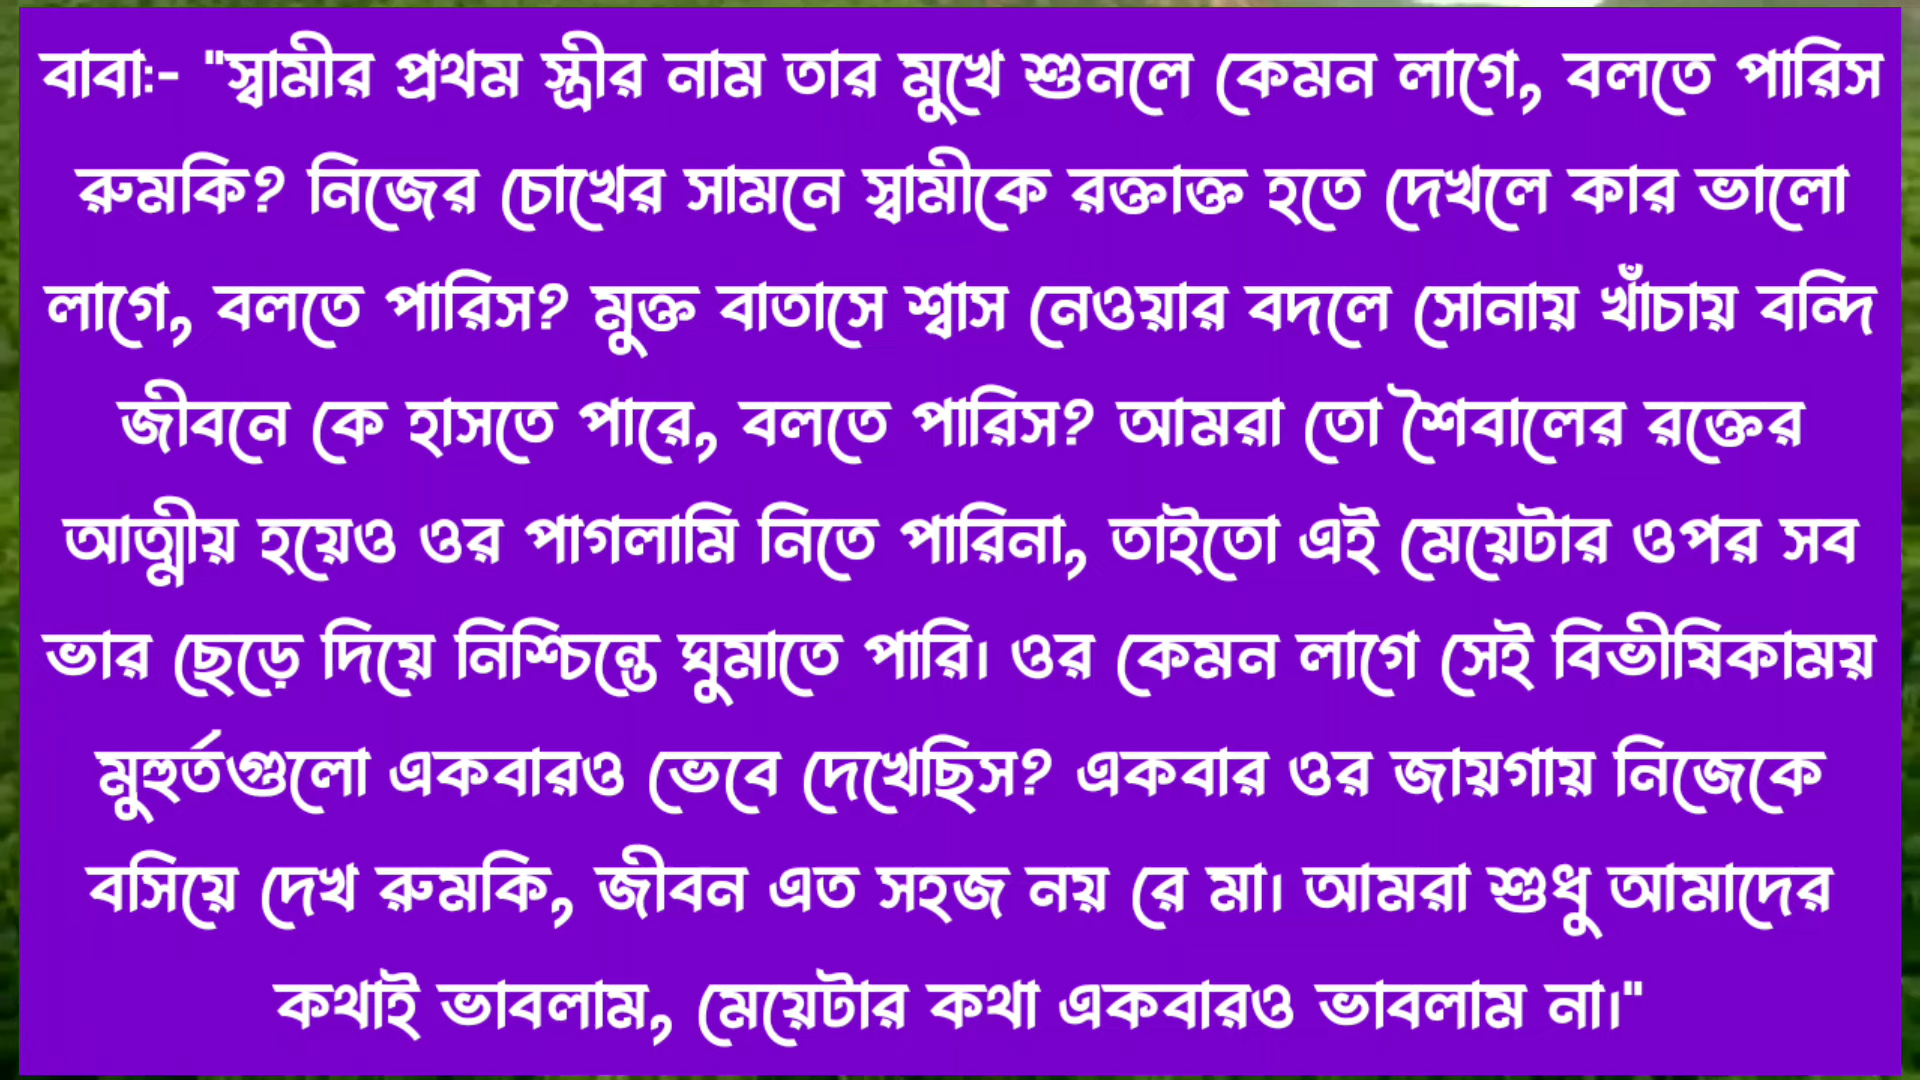 বাবাঃ- "স্বামীর প্রথম স্ত্রীর নাম তার মুখে শুনলে কেমন লাগে, বলতে পারিস
রুমকি? নিজের চোখের সামনে স্বামীকে রক্তাক্ত হতে দেখলে কার ভালো
লাগে, বলতে পারিস? মুক্ত বাতাসে শ্বাস নেওয়ার বদলে সোনায় খাঁচায় বন্দি
জীবনে কে হাসতে পারে, বলতে পারিস? আমরা তো শৈবালের রক্তের
আত্মীয় হয়েও ওর পাগলামি নিতে পারিনা, তাইতো এই মেয়েটার ওপর সব
ভার ছেড়ে দিয়ে নিশ্চিন্তে ঘুমাতে পারি। ওর কেমন লাগে সেই বিভীষিকাময়
মুহুর্তগুলো একবারও ভেবে দেখেছিস? একবার ওর জায়গায় নিজেকে
বসিয়ে দেখ রুমকি, জীবন এত সহজ নয় রে মা। আমরা শুধু আমাদের
কথাই ভাবলাম, মেয়েটার কথা একবারও ভাবলাম না।"